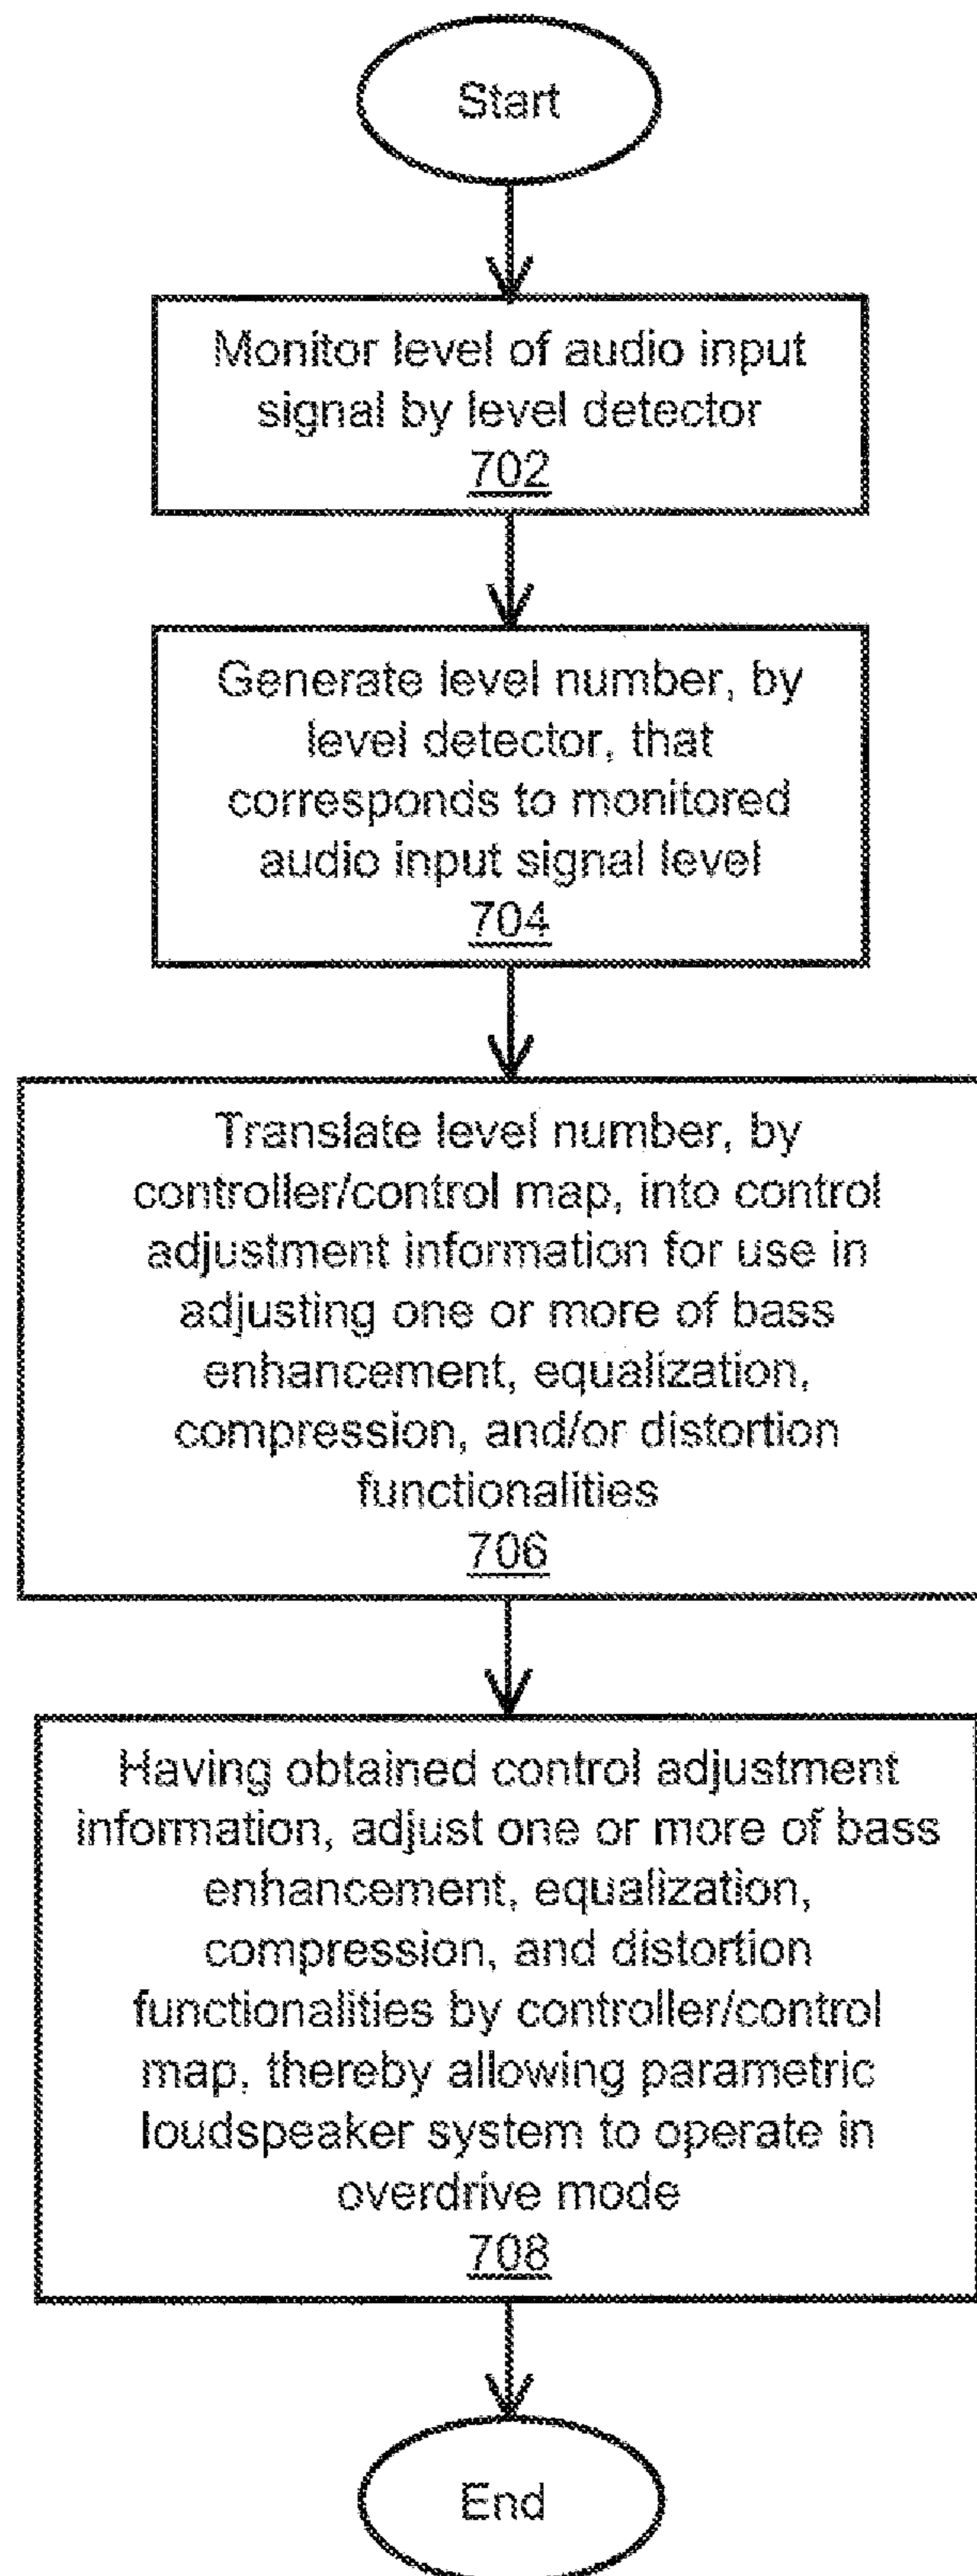 Start
Monitor level of audio input
signal by level detector
702
Generate level number, by
level detector, that
corresponds to monitored
audio input signal level
704
Translate level number, by
controller/control map, into control
adjustment information for use in
adjusting one or more of bass
enhancement, equalization,
compression, and/or distortion
functionalities
706
Having obtained control adjustment
information, adjust one or more of bass
enhancement, equalization,
compression, and distortion
functionalities by controller/control
map, thereby allowing parametric
loudspeaker system to operate in
overdrive mode
708
End